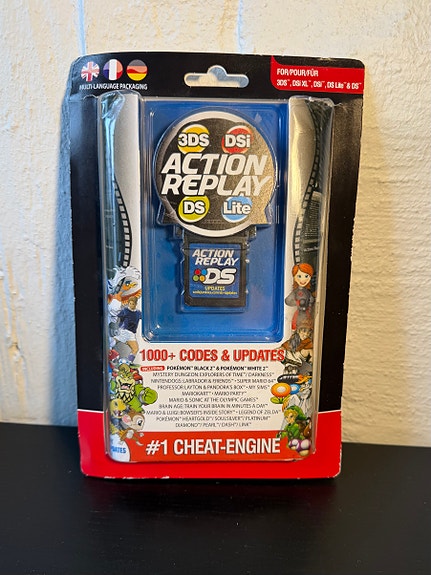 MULTI-LANGUAGE PACKAGING
FOR/POUR/FÜR
3DS™, DSi XL™, DSi™, DS Lite™ & DS™
3DS
DSi
ACTION
REPLAY
DS
Lite
ACTION
REPLAY
DS
UPDATES
1000+ CODES & UPDATES
INCLUDING POKÉMON™ BLACK 2™ & POKÉMON™ WHITE 2™
MYSTERY DUNGEON: EXPLORERS OF TIME™/ DARKNESS™
NINTENDOGS: LABRADOR & FRIENDS™ • SUPER MARIO 64™
PROFESSOR LAYTON & PANDORA'S BOX™ • MY SIMS™
MARIOKART™ • MARIO PARTY™
MARIO & SONIC AT THE OLYMPIC GAMES™
BRAIN AGE: TRAIN YOUR BRAIN IN MINUTES A DAY™
MARIO & LUIGI: BOWSER'S INSIDE STORY™ • LEGEND OF ZELDA™
POKÉMON™ HEARTGOLD™/ SOULSILVER™/ PLATINUM™
DIAMOND™/ PEARL™/ DASH™/ LINK™
#1 CHEAT-ENGINE